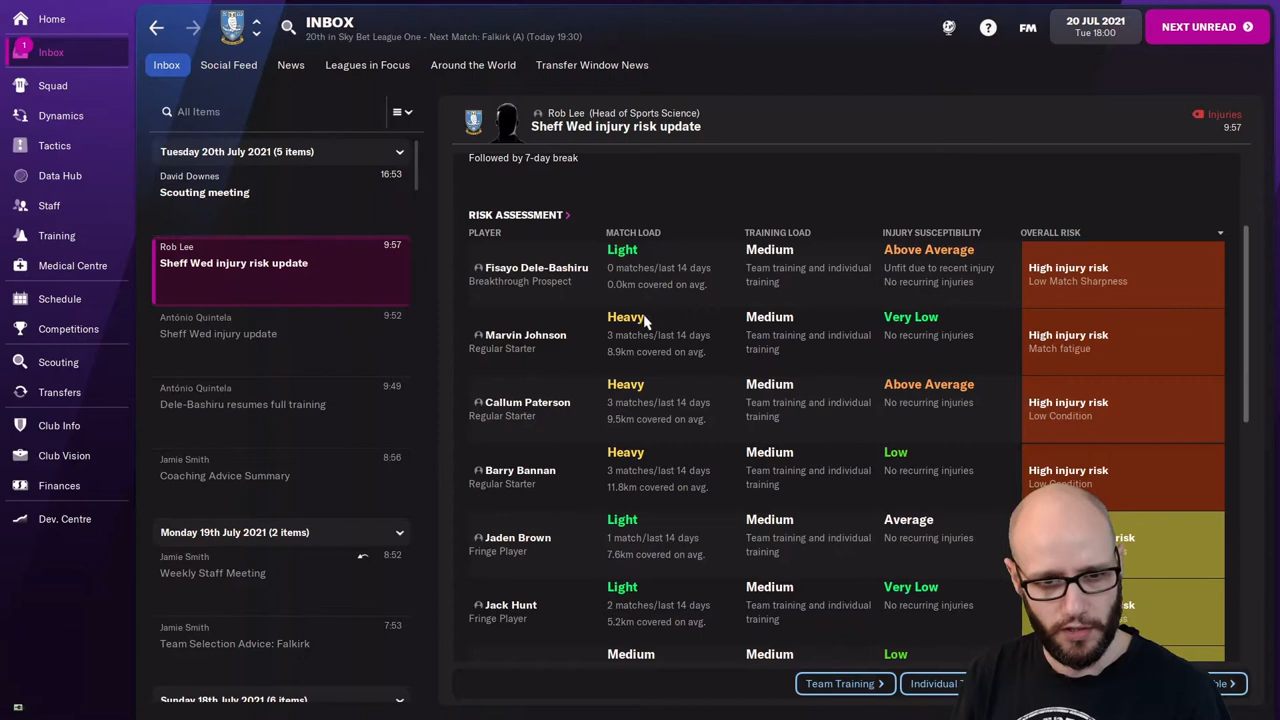 Home
1
Inbox
Squad
Dynamics
Tactics
Data Hub
Staff
Training
Medical Centre
Schedule
Competitions
Scouting
Transfers
Club Info
Club Vision
Finances
Dev. Centre
INBOX
20th in Sky Bet League One - Next Match: Falkirk (A) (Today 19:30)
FM
20 JUL 2021
Tue 18:00
NEXT UNREAD
Inbox
Social Feed
News
Leagues in Focus
Around the World
Transfer Window News
All Items
Tuesday 20th July 2021 (5 items)
David Downes 16:53
Scouting meeting
Rob Lee 9:57
Sheff Wed injury risk update
António Quintela 9:52
Sheff Wed injury update
António Quintela 9:49
Dele-Bashiru resumes full training
Jamie Smith 8:56
Coaching Advice Summary
Monday 19th July 2021 (2 items)
Jamie Smith 8:52
Weekly Staff Meeting
Jamie Smith 7:53
Team Selection Advice: Falkirk
Sunday 18th July 2021 (6 items)
Rob Lee (Head of Sports Science)
Sheff Wed injury risk update
Injuries
9:57
Followed by 7-day break
RISK ASSESSMENT >
PLAYER MATCH LOAD TRAINING LOAD INJURY SUSCEPTIBILITY OVERALL RISK
Light Medium Above Average
Fisayo Dele-Bashiru 0 matches/last 14 days Team training and individual Unfit due to recent injury High injury risk
Breakthrough Prospect 0.0km covered on avg. training No recurring injuries Low Match Sharpness
Heavy Medium Very Low
Marvin Johnson 3 matches/last 14 days Team training and individual No recurring injuries High injury risk
Regular Starter 8.9km covered on avg. training Match fatigue
Heavy Medium Above Average
Callum Paterson 3 matches/last 14 days Team training and individual No recurring injuries High injury risk
Regular Starter 9.5km covered on avg. training Low Condition
Heavy Medium Low
Barry Bannan 3 matches/last 14 days Team training and individual No recurring injuries High injury risk
Regular Starter 11.8km covered on avg. training Low Condition
Light Medium Average
Jaden Brown 1 match/last 14 days Team training and individual No recurring injuries risk
Fringe Player 7.6km covered on avg. training
Light Medium Very Low
Jack Hunt 2 matches/last 14 days Team training and individual No recurring injuries risk
Fringe Player 5.2km covered on avg. training
Medium Medium Low
Team Training >
Individual